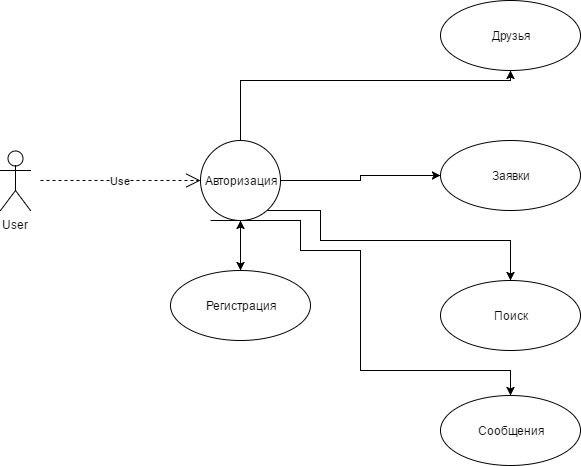 Друзья
Use
Авторизация
Заявки
User
Регистрация
Поиск
Сообщения